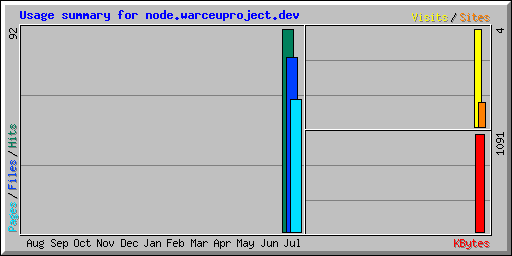 Usage summary for node.warceuproject.dev
Visits / Sites
92
4
Pages / Files / Hits
1091
Aug Sep Oct Nov Dec Jan Feb Mar Apr May Jun Jul
KBytes